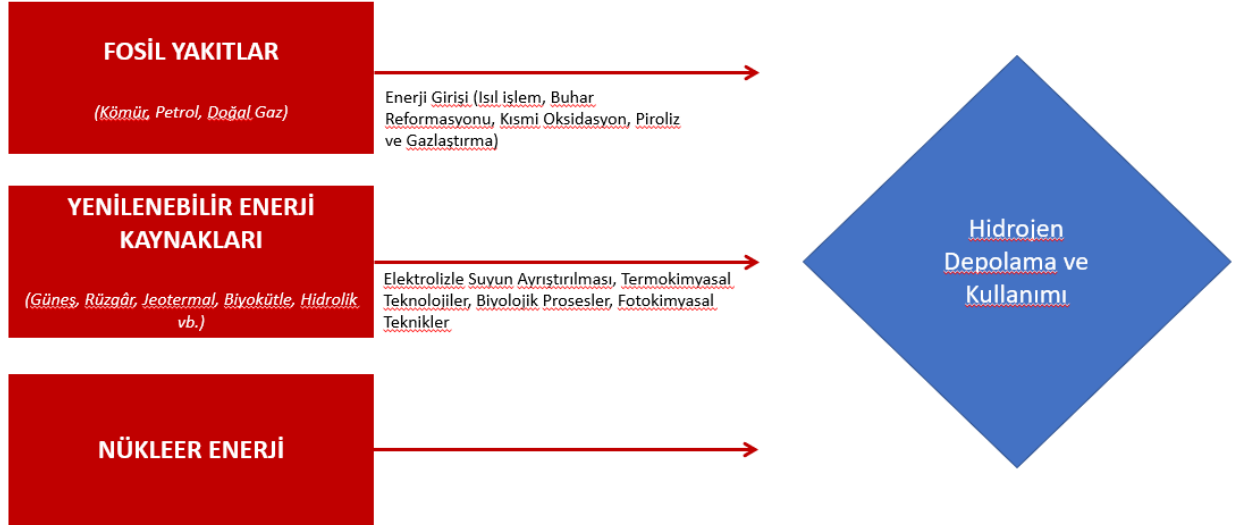 FOSİL YAKITLAR
(Kömür, Petrol, Doğal Gaz)
Enerji Girişi (Isıl işlem, Buhar
Reformasyonu, Kısmi Oksidasyon, Piroliz
ve Gazlaştırma)
YENİLENEBİLİR ENERJİ
KAYNAKLARI
(Güneş, Rüzgâr, Jeotermal, Biyokütle, Hidrolik
vb.)
Elektrolizle Suyun Ayrıştırılması, Termokimyasal
Teknolojiler, Biyolojik Prosesler, Fotokimyasal
Teknikler
NÜKLEER ENERJİ
Hidrojen
Depolama ve
Kullanımı